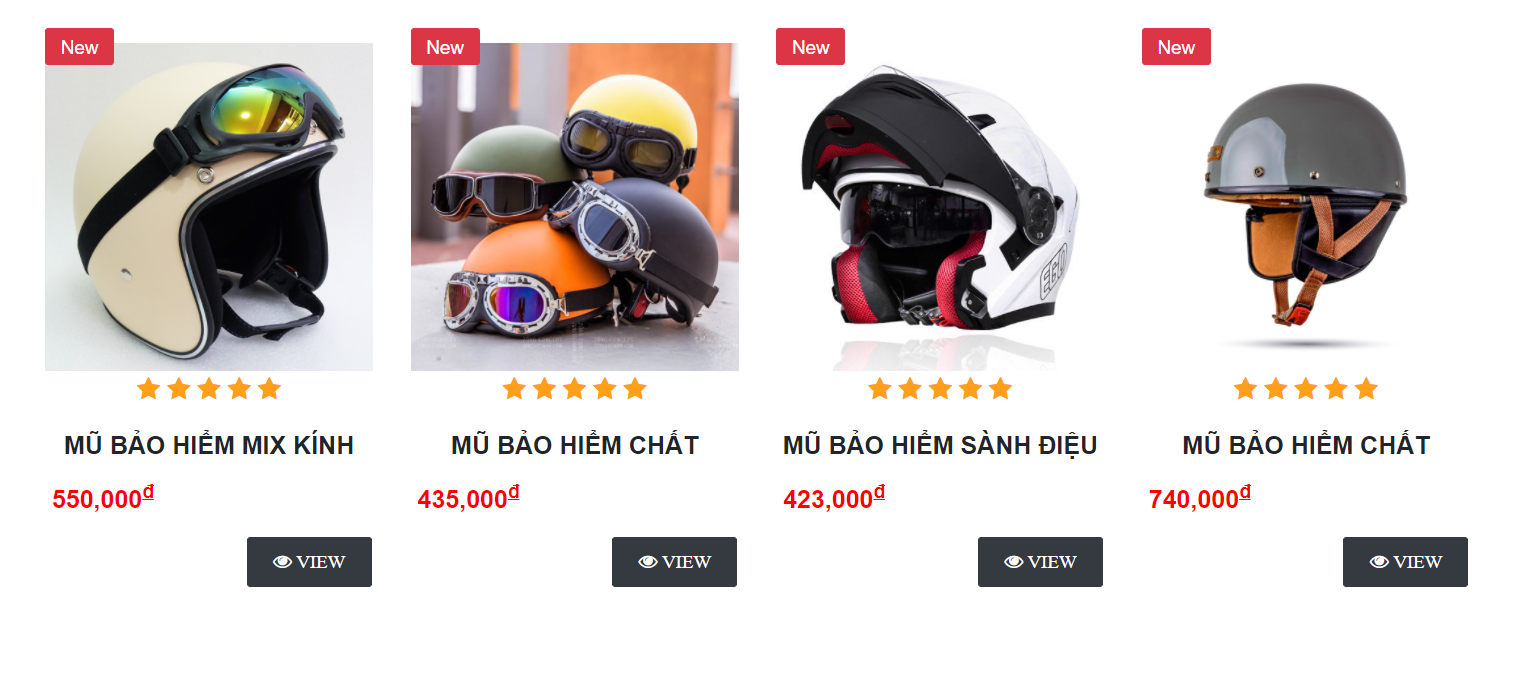 New
New
New
New
EGO
MŨ BẢO HIỂM MIX KÍNH
MŨ BẢO HIỂM CHẤT
MŨ BẢO HIỂM SÀNH ĐIỆU
MŨ BẢO HIỂM CHẤT
550,000đ
435,000đ
423,000đ
740,000đ
VIEW
VIEW
VIEW
VIEW